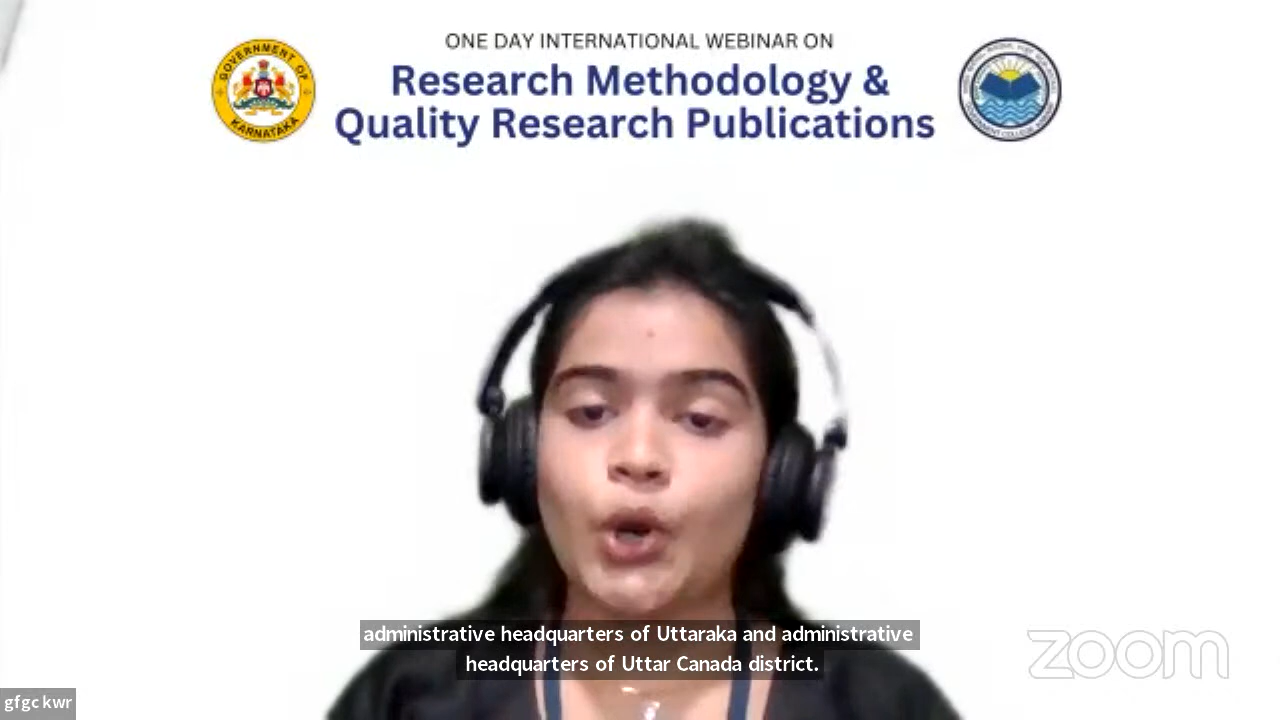 ONE DAY INTERNATIONAL WEBINAR ON
Research Methodology &
Quality Research Publications
GOVERNMENT OF
KARNATAKA
administrative headquarters of Uttaraka and administrative
headquarters of Uttar Canada district.
zoom
gfgc kwr